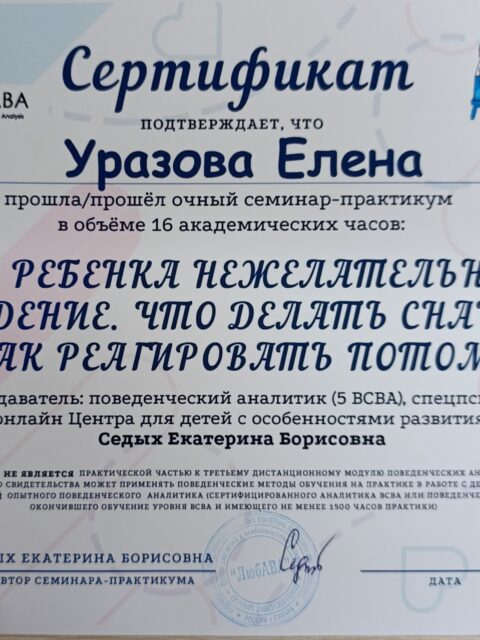 Сертификат
АВА
Analysis
ПОДТВЕРЖДАЕТ, ЧТО
Уразова Елена
прошла/прошёл очный семинар-практикум
в объёме 16 академических часов:
РЕБЕНКА НЕЖЕЛАТЕЛЬН
ДЕНИЕ. ЧТО ДЕЛАТЬ СНА
АК РЕАГИРОВАТЬ ПОТОМ
даватель: поведенческий аналитик (5 ВСВА), спецпс
онлайн Центра для детей с особенностями развития
Седых Екатерина Борисовна
НЕ ЯВЛЯЕТСЯ ПРАКТИЧЕСКОЙ ЧАСТЬЮ К ТРЕТЬЕМУ ДИСТАНЦИОННОМУ МОДУЛЮ ПОВЕДЕНЧЕСКИХ АН
О СВИДЕТЕЛЬСТВА МОЖЕТ ПРИМЕНЯТЬ ПОВЕДЕНЧЕСКИЕ МЕТОДЫ ОБУЧЕНИЯ НА ПРАКТИКЕ В РАБОТЕ С ДЕ
Й ОПЫТНОГО ПОВЕДЕНЧЕСКОГО АНАЛИТИКА (СЕРТИФИЦИРОВАННОГО АНАЛИТИКА ВСВА ИЛИ ПОВЕДЕНЧЕ
ОКОНЧИВШЕГО ОБУЧЕНИЕ УРОВНЯ ВСВА И ИМЕЮЩЕГО НЕ МЕНЕЕ 1500 ЧАСОВ ПРАКТИКИ)
ЫХ ЕКАТЕРИНА БОРИСОВНА
ВТОР СЕМИНАРА-ПРАКТИКУМА
"ЛюбАВА"
ДАТА